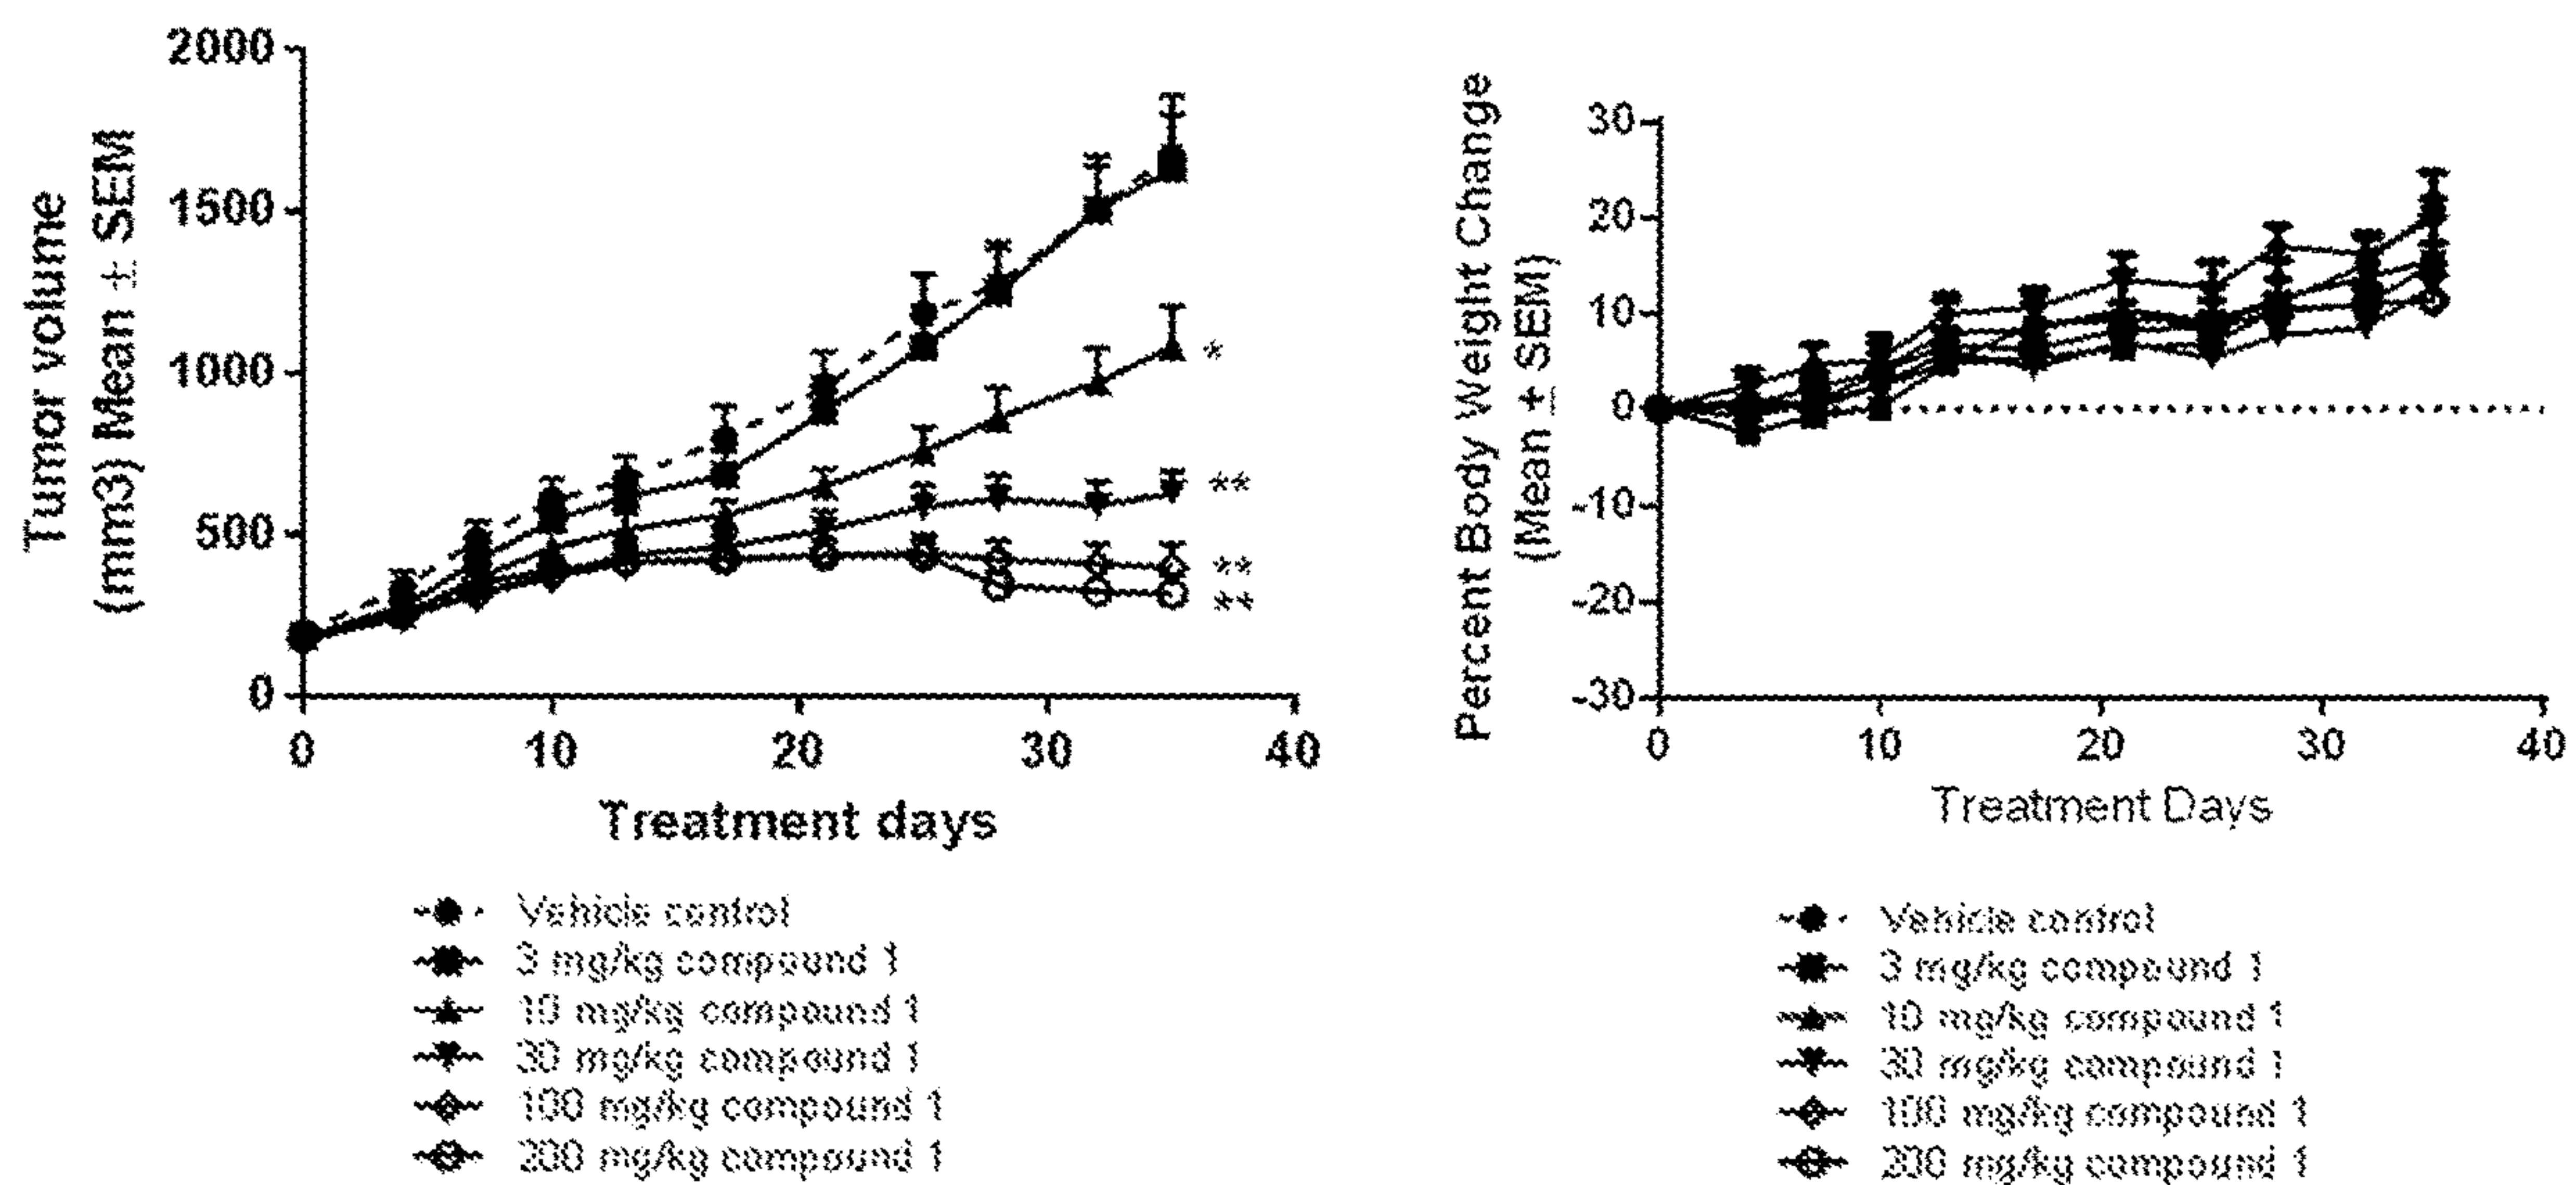 Tumor volume
(mm3) Mean ± SEM
2000
1500
1000
500
0
0 10 20 30 40
Treatment days
*
**
**
**
Vehicle control
3 mg/kg compound 1
10 mg/kg compound 1
30 mg/kg compound 1
100 mg/kg compound 1
200 mg/kg compound 1
Percent Body Weight Change
(Mean ± SEM)
30
20
10
0
-10
-20
-30
0 10 20 30 40
Treatment Days
Vehicle control
3 mg/kg compound 1
10 mg/kg compound 1
30 mg/kg compound 1
100 mg/kg compound 1
200 mg/kg compound 1